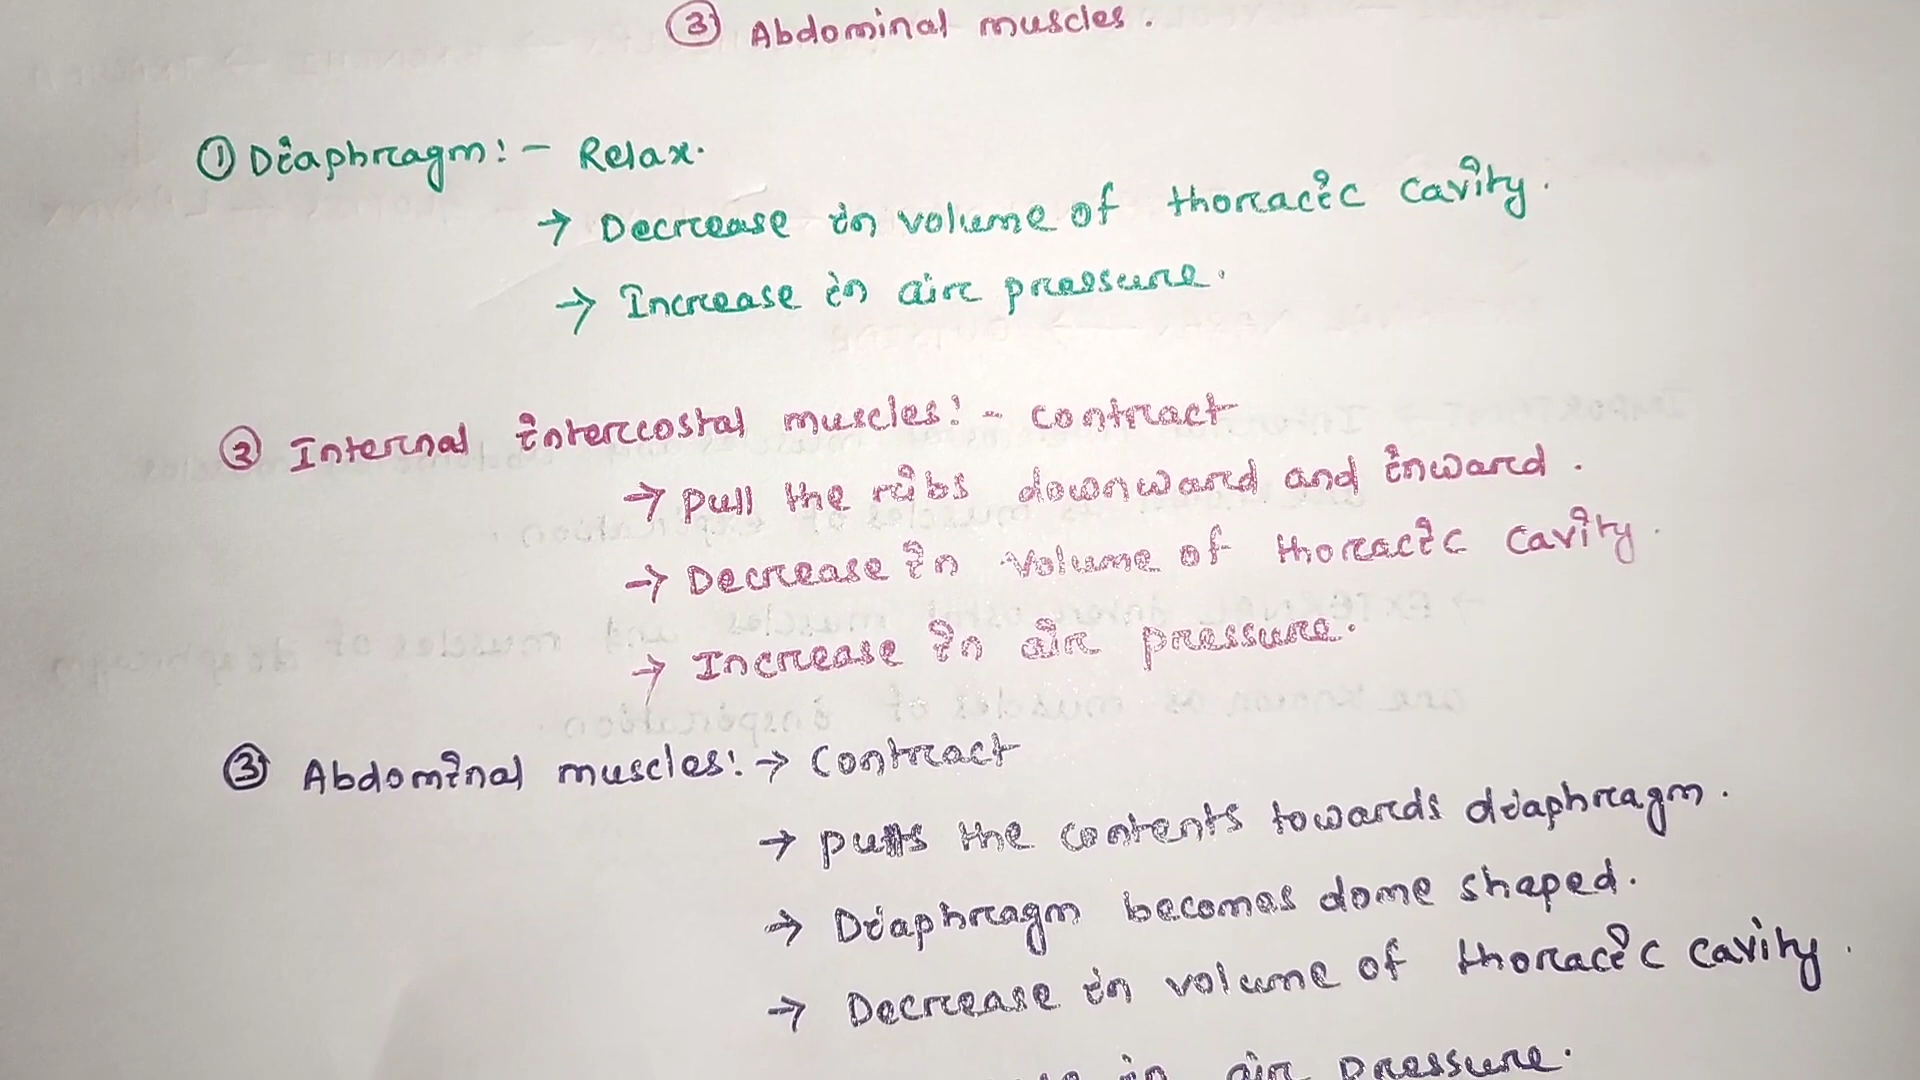 ③ Abdominal muscles.
① Diaphragm:- Relax.
→ Decrease in volume of thoracic cavity.
→ Increase in air pressure.
② Internal intercostal muscles:- contract
→ pull the ribs downward and inward.
→ Decrease in volume of thoracic cavity.
→ Increase in air pressure.
③ Abdominal muscles:→ Contract
→ pulls the contents towards diaphragm.
→ Diaphragm becomes dome shaped.
→ Decrease in volume of thoracic cavity.
in air pressure.